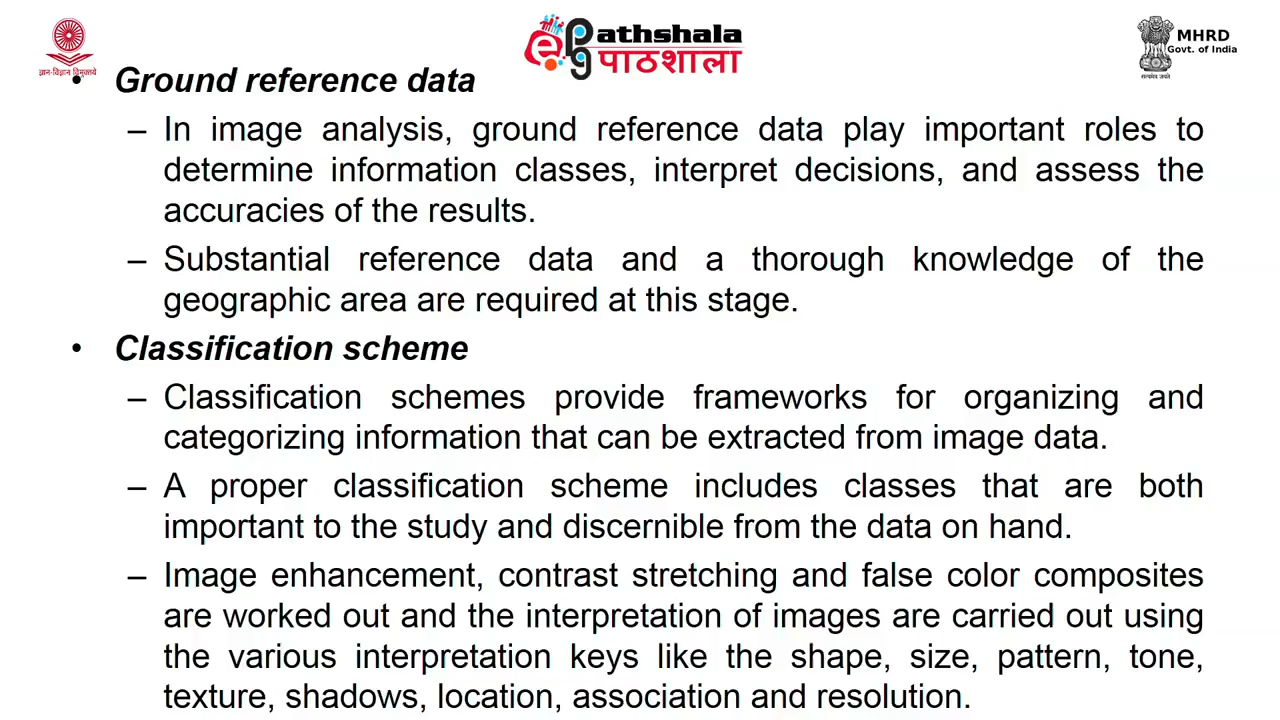 athshala
पाठशाला
MHRD
Govt. of India
ज्ञान-विज्ञान विमुक्तये
सत्यमेव जयते
• Ground reference data
– In image analysis, ground reference data play important roles to
determine information classes, interpret decisions, and assess the
accuracies of the results.
– Substantial reference data and a thorough knowledge of the
geographic area are required at this stage.
• Classification scheme
– Classification schemes provide frameworks for organizing and
categorizing information that can be extracted from image data.
– A proper classification scheme includes classes that are both
important to the study and discernible from the data on hand.
– Image enhancement, contrast stretching and false color composites
are worked out and the interpretation of images are carried out using
the various interpretation keys like the shape, size, pattern, tone,
texture, shadows, location, association and resolution.